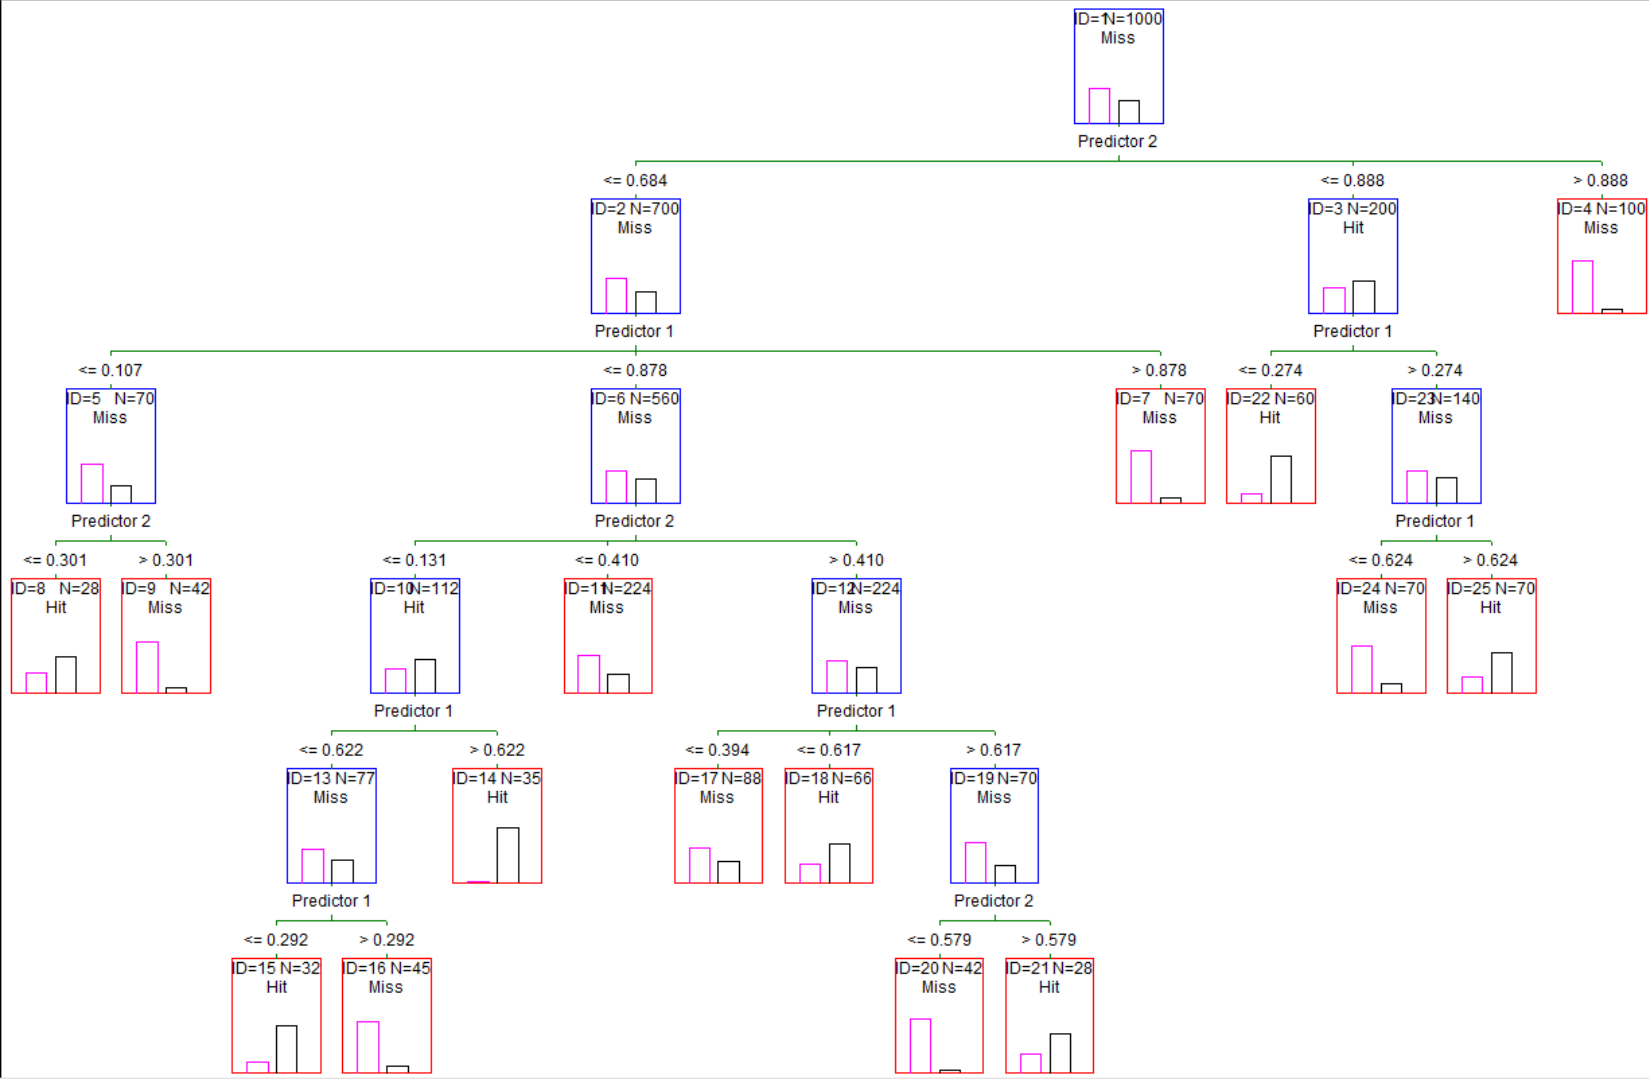 ID=1 N=1000
Miss
Predictor 2
<= 0.684
<= 0.888
> 0.888
ID=2 N=700
Miss
ID=3 N=200
Hit
ID=4 N=100
Miss
Predictor 1
Predictor 1
<= 0.107
<= 0.878
> 0.878
<= 0.274
> 0.274
ID=5 N=70
Miss
ID=6 N=560
Miss
ID=7 N=70
Miss
ID=22 N=60
Hit
ID=23 N=140
Miss
Predictor 2
Predictor 2
Predictor 1
<= 0.301
> 0.301
<= 0.131
<= 0.410
> 0.410
<= 0.624
> 0.624
ID=8 N=28
Hit
ID=9 N=42
Miss
ID=10 N=112
Hit
ID=11 N=224
Miss
ID=12 N=224
Miss
ID=24 N=70
Miss
ID=25 N=70
Hit
Predictor 1
Predictor 1
<= 0.622
> 0.622
<= 0.394
<= 0.617
> 0.617
ID=13 N=77
Miss
ID=14 N=35
Hit
ID=17 N=88
Miss
ID=18 N=66
Hit
ID=19 N=70
Miss
Predictor 1
Predictor 2
<= 0.292
> 0.292
<= 0.579
> 0.579
ID=15 N=32
Hit
ID=16 N=45
Miss
ID=20 N=42
Miss
ID=21 N=28
Hit